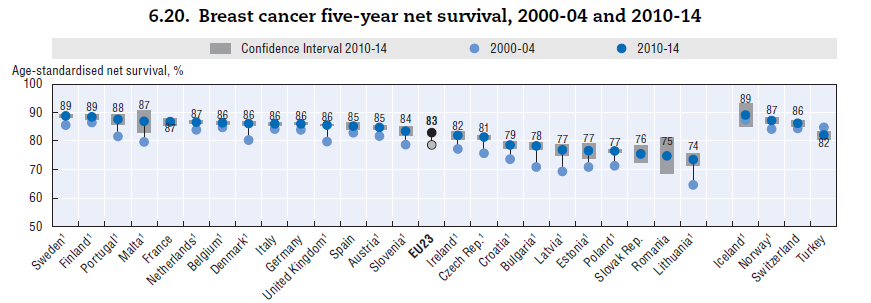 6.20. Breast cancer five-year net survival, 2000-04 and 2010-14
Confidence Interval 2010-14 2000-04 2010-14
Age-standardised net survival, %
100
90
80
70
60
50
89 89 88 87 87 87 86 86 86 86 86 85 85 84 83 82 81 79 78 77 77 77 76 75 74 89 87 86 82
Sweden¹ Finland¹ Portugal¹ Malta¹ France Netherlands¹ Belgium¹ Denmark¹ Italy Germany United Kingdom¹ Spain Austria¹ Slovenia¹ EU23 Ireland¹ Czech Rep.¹ Croatia¹ Bulgaria¹ Latvia¹ Estonia¹ Poland¹ Slovak Rep. Romania Lithuania¹ Iceland¹ Norway¹ Switzerland Turkey